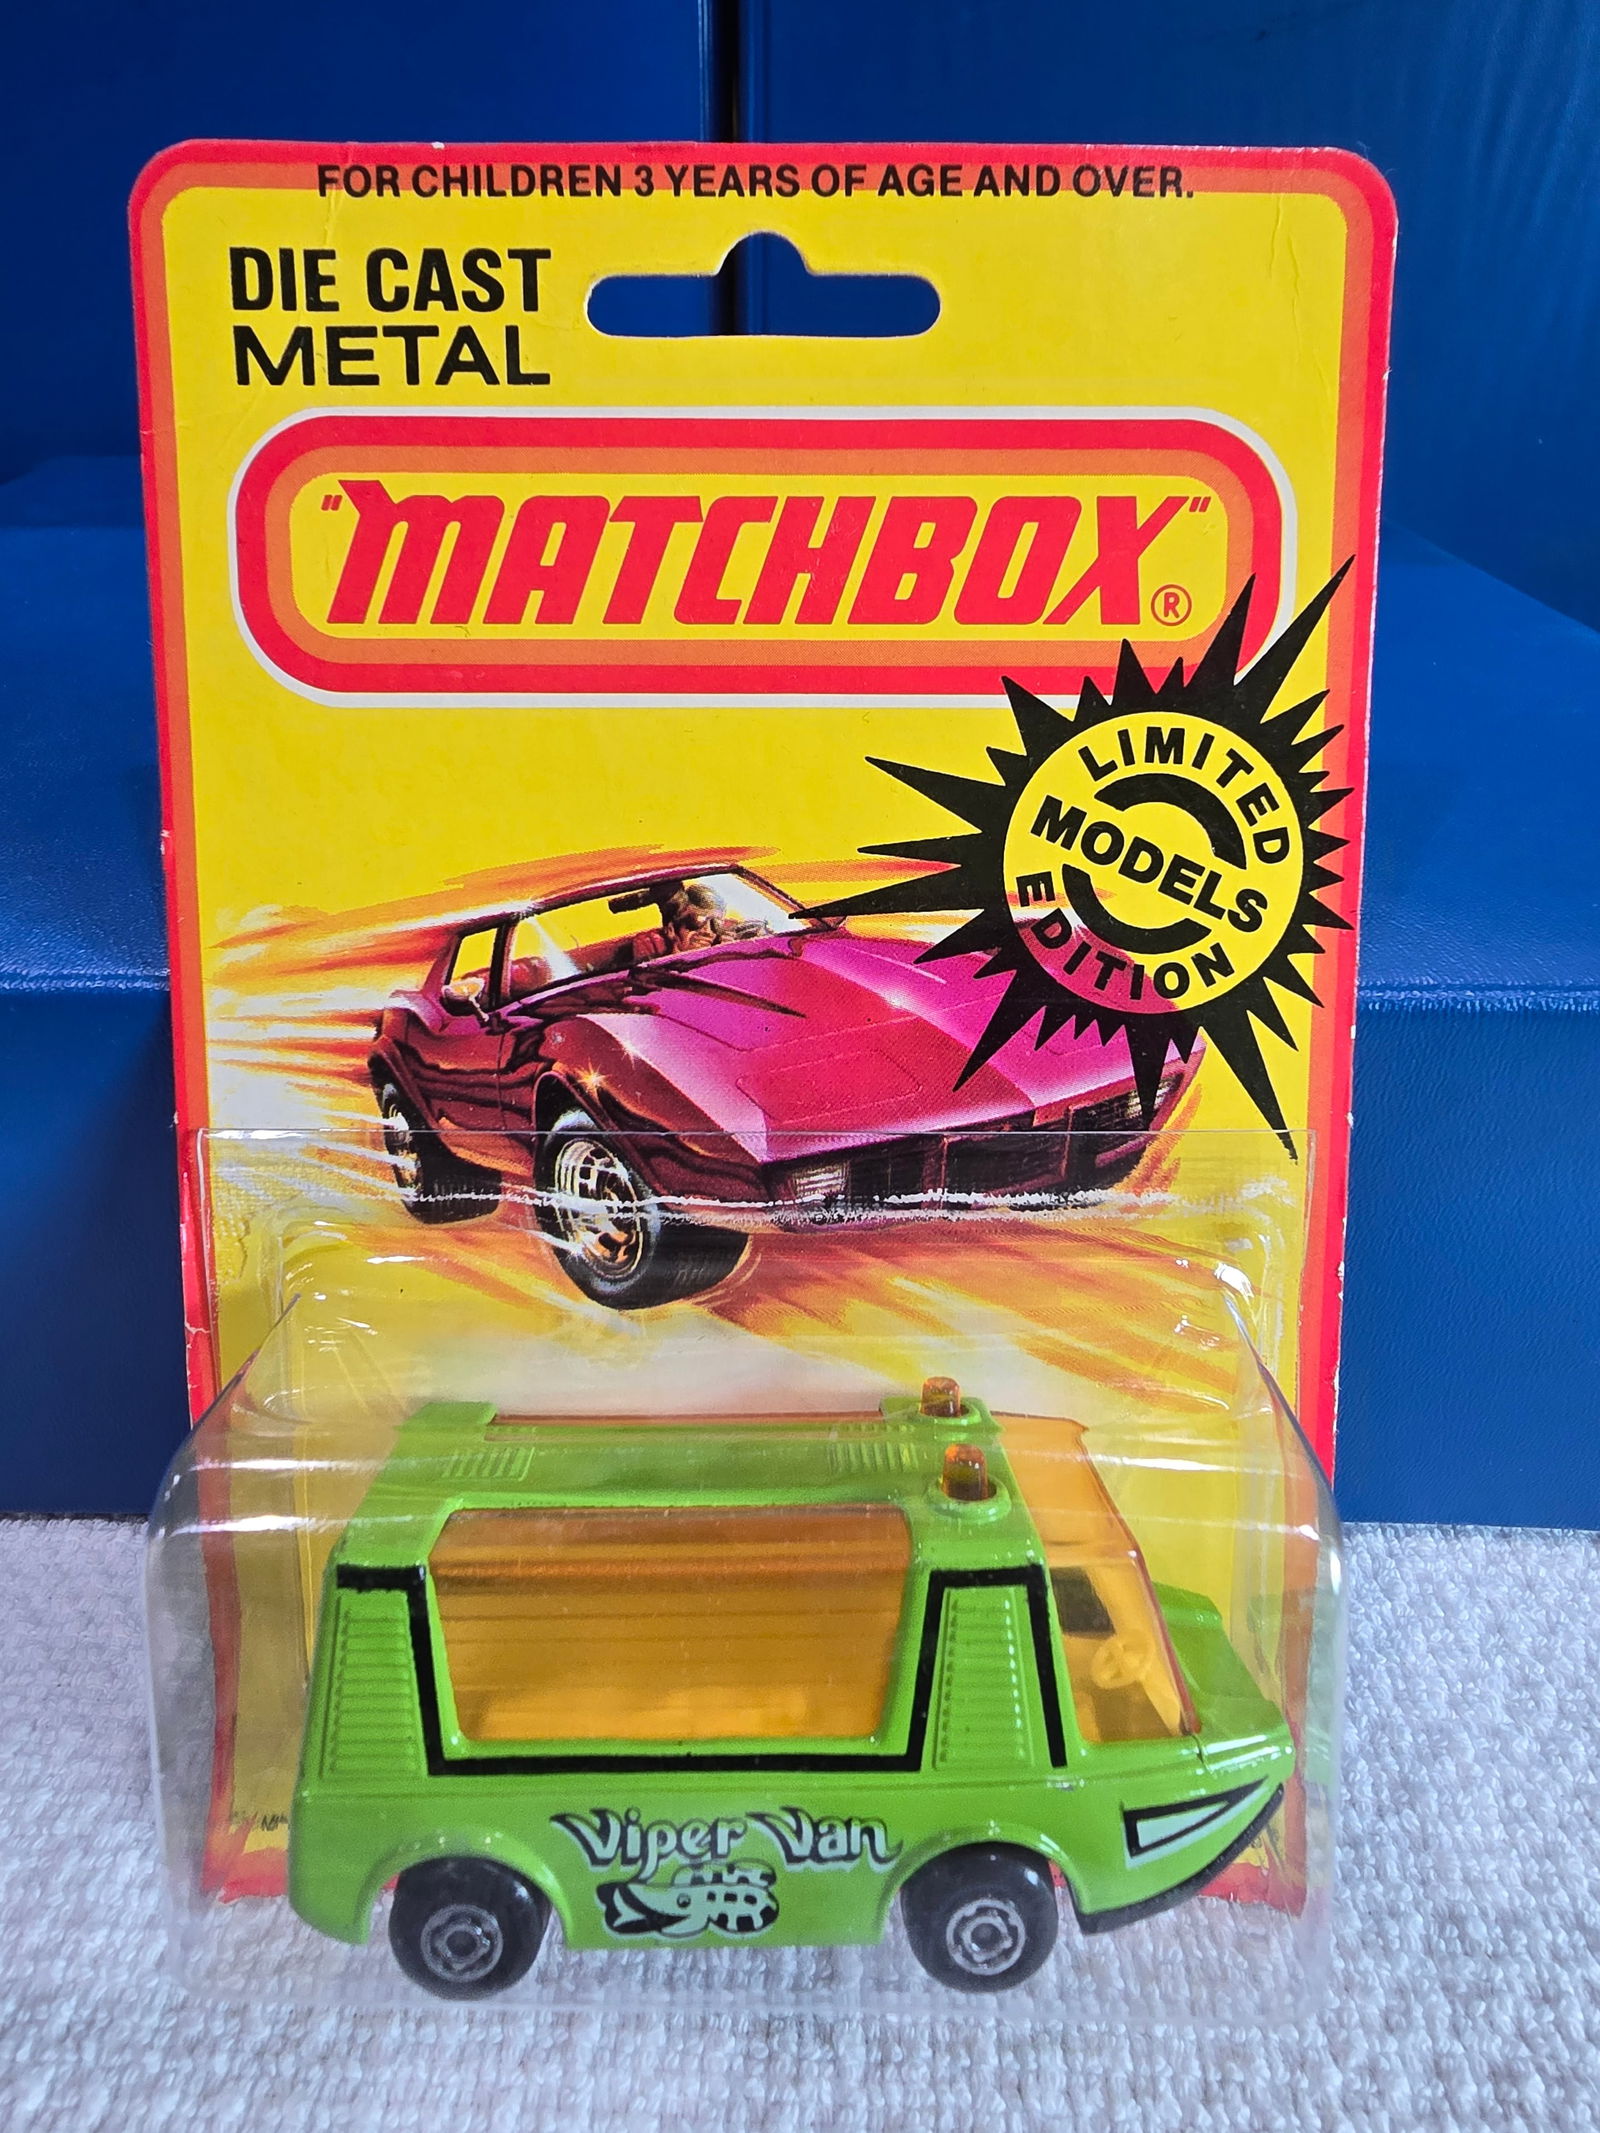 FOR CHILDREN 3 YEARS OF AGE AND OVER.
DIE CAST
METAL
"MATCHBOX"®
LIMITED
MODELS
EDITION
Viper Van